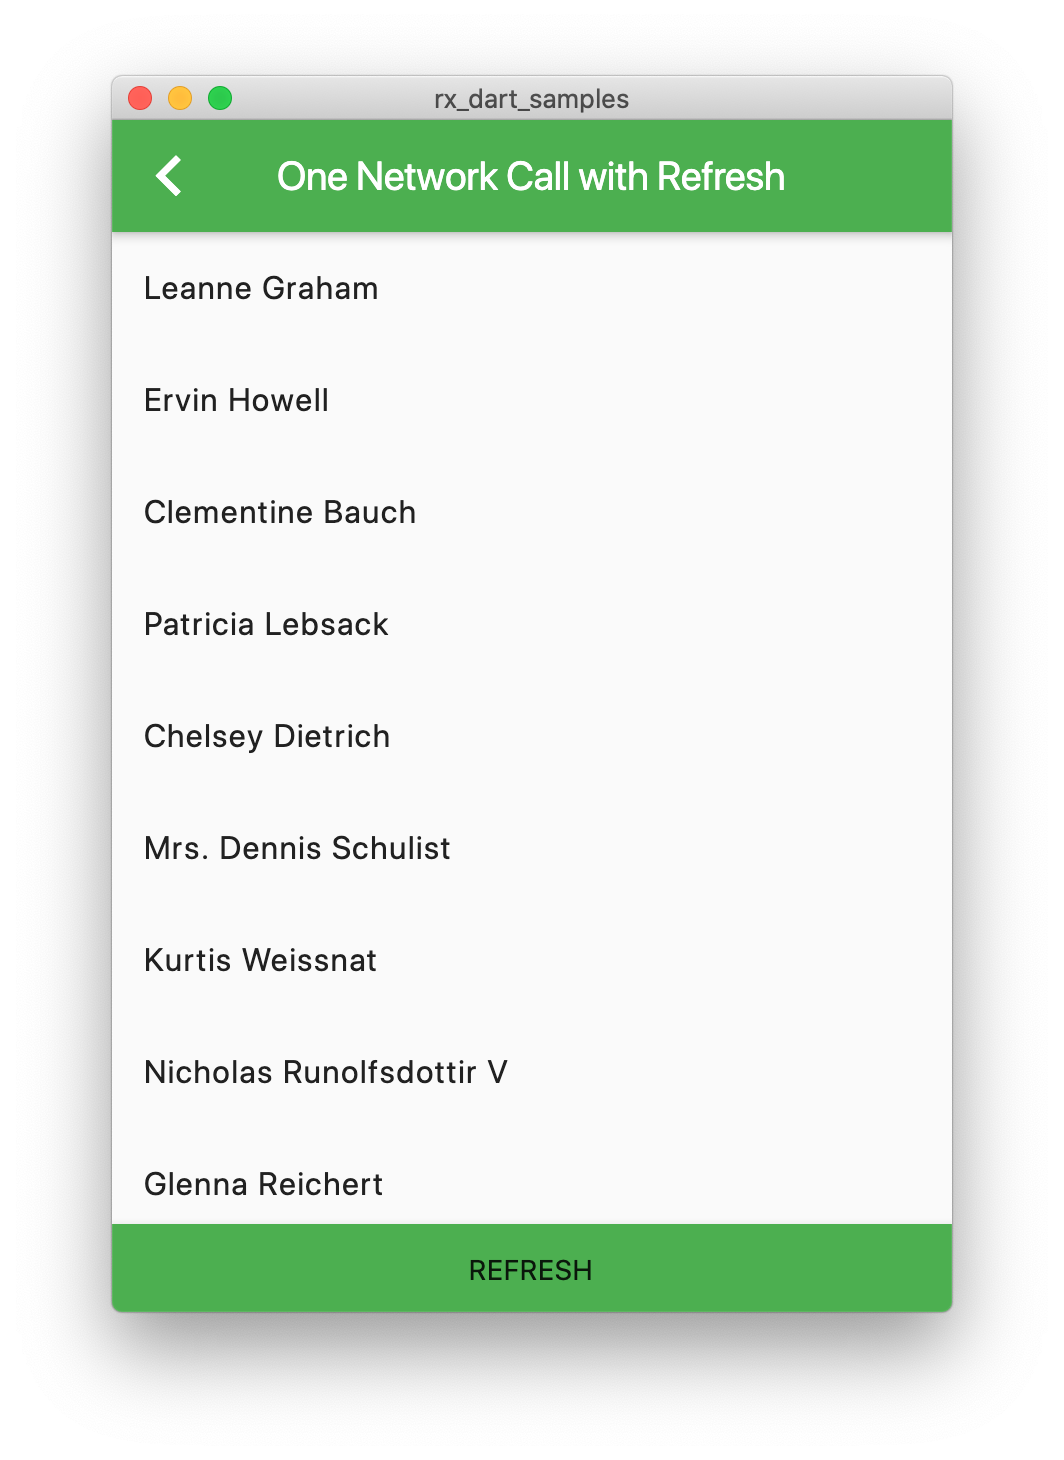 rx_dart_samples
One Network Call with Refresh
Leanne Graham
Ervin Howell
Clementine Bauch
Patricia Lebsack
Chelsey Dietrich
Mrs. Dennis Schulist
Kurtis Weissnat
Nicholas Runolfsdottir V
Glenna Reichert
REFRESH